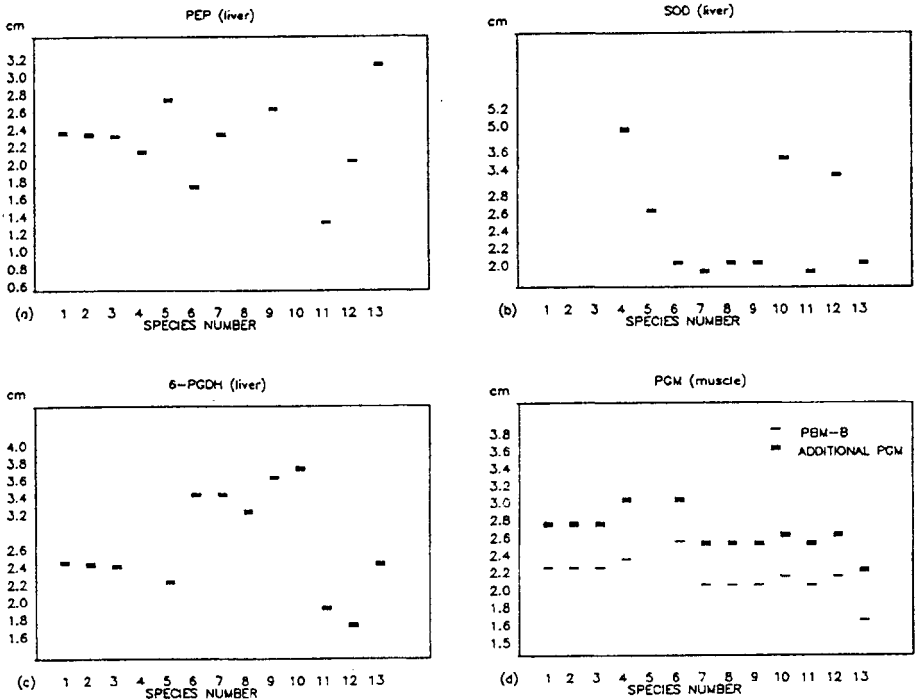 PEP (liver)
cm
3.2
3.0
2.8
2.6
2.4
2.2
2.0
1.8
1.6
1.4
1.2
1.0
0.8
0.6
(a) 1 2 3 4 5 6 7 8 9 10 11 12 13
SPECIES NUMBER
SOD (liver)
cm
5.2
5.0
3.6
3.4
2.8
2.6
2.4
2.2
2.0
(b) 1 2 3 4 5 6 7 8 9 10 11 12 13
SPECIES NUMBER
6-PGDH (liver)
cm
4.0
3.8
3.6
3.4
3.2
2.6
2.4
2.2
2.0
1.8
1.6
(c) 1 2 3 4 5 6 7 8 9 10 11 12 13
SPECIES NUMBER
PGM (muscle)
cm
3.8
3.6
3.4
3.2
3.0
2.8
2.6
2.4
2.2
2.0
1.8
1.6
1.5
PBM-B
ADDITIONAL PGM
(d) 1 2 3 4 5 6 7 8 9 10 11 12 13
SPECIES NUMBER